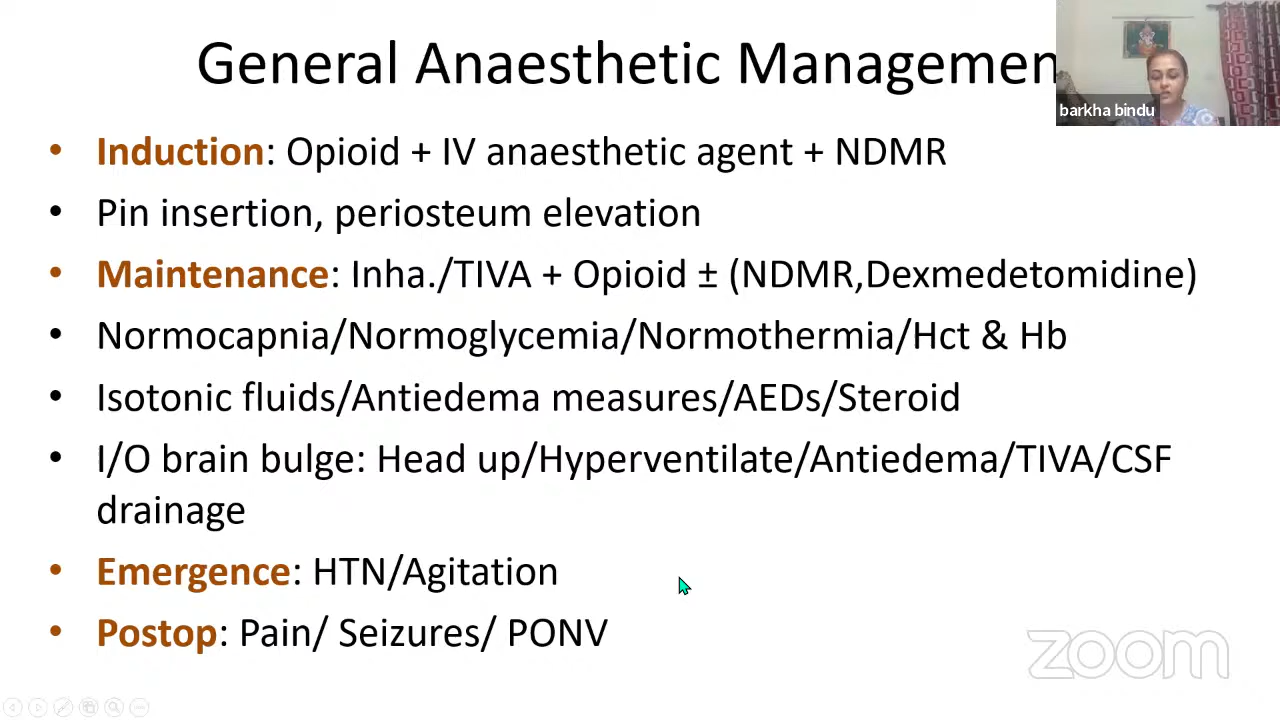 General Anaesthetic Managemen
barkha bindu
• Induction: Opioid + IV anaesthetic agent + NDMR
• Pin insertion, periosteum elevation
• Maintenance: Inha./TIVA + Opioid ± (NDMR,Dexmedetomidine)
• Normocapnia/Normoglycemia/Normothermia/Hct & Hb
• Isotonic fluids/Antiedema measures/AEDs/Steroid
• I/O brain bulge: Head up/Hyperventilate/Antiedema/TIVA/CSF
drainage
• Emergence: HTN/Agitation
• Postop: Pain/ Seizures/ PONV
zoom